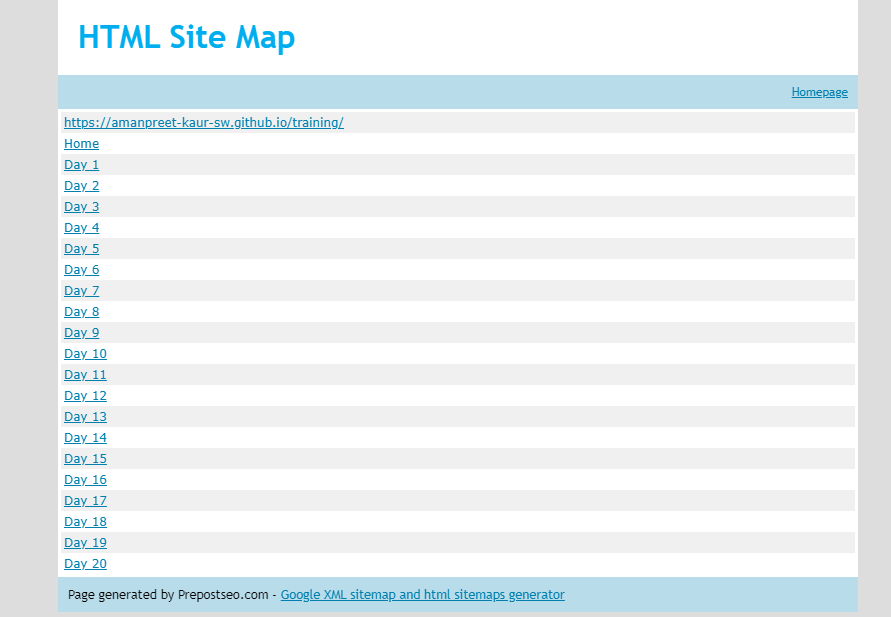 HTML Site Map
Homepage
https://amanpreet-kaur-sw.github.io/training/
Home
Day 1
Day 2
Day 3
Day 4
Day 5
Day 6
Day 7
Day 8
Day 9
Day 10
Day 11
Day 12
Day 13
Day 14
Day 15
Day 16
Day 17
Day 18
Day 19
Day 20
Page generated by Prepostseo.com - Google XML sitemap and html sitemaps generator